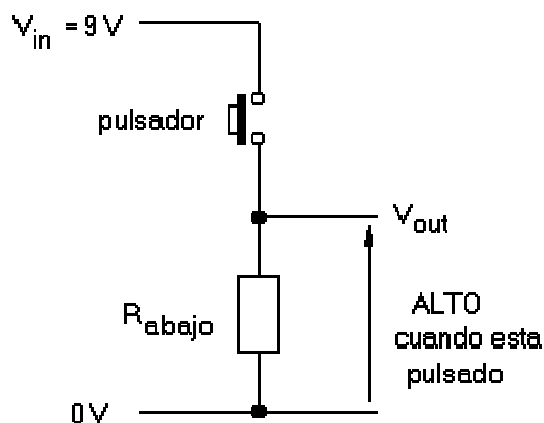 Vin = 9 V
pulsador
Vout
Rabajo
ALTO
cuando esta
pulsado
0 V